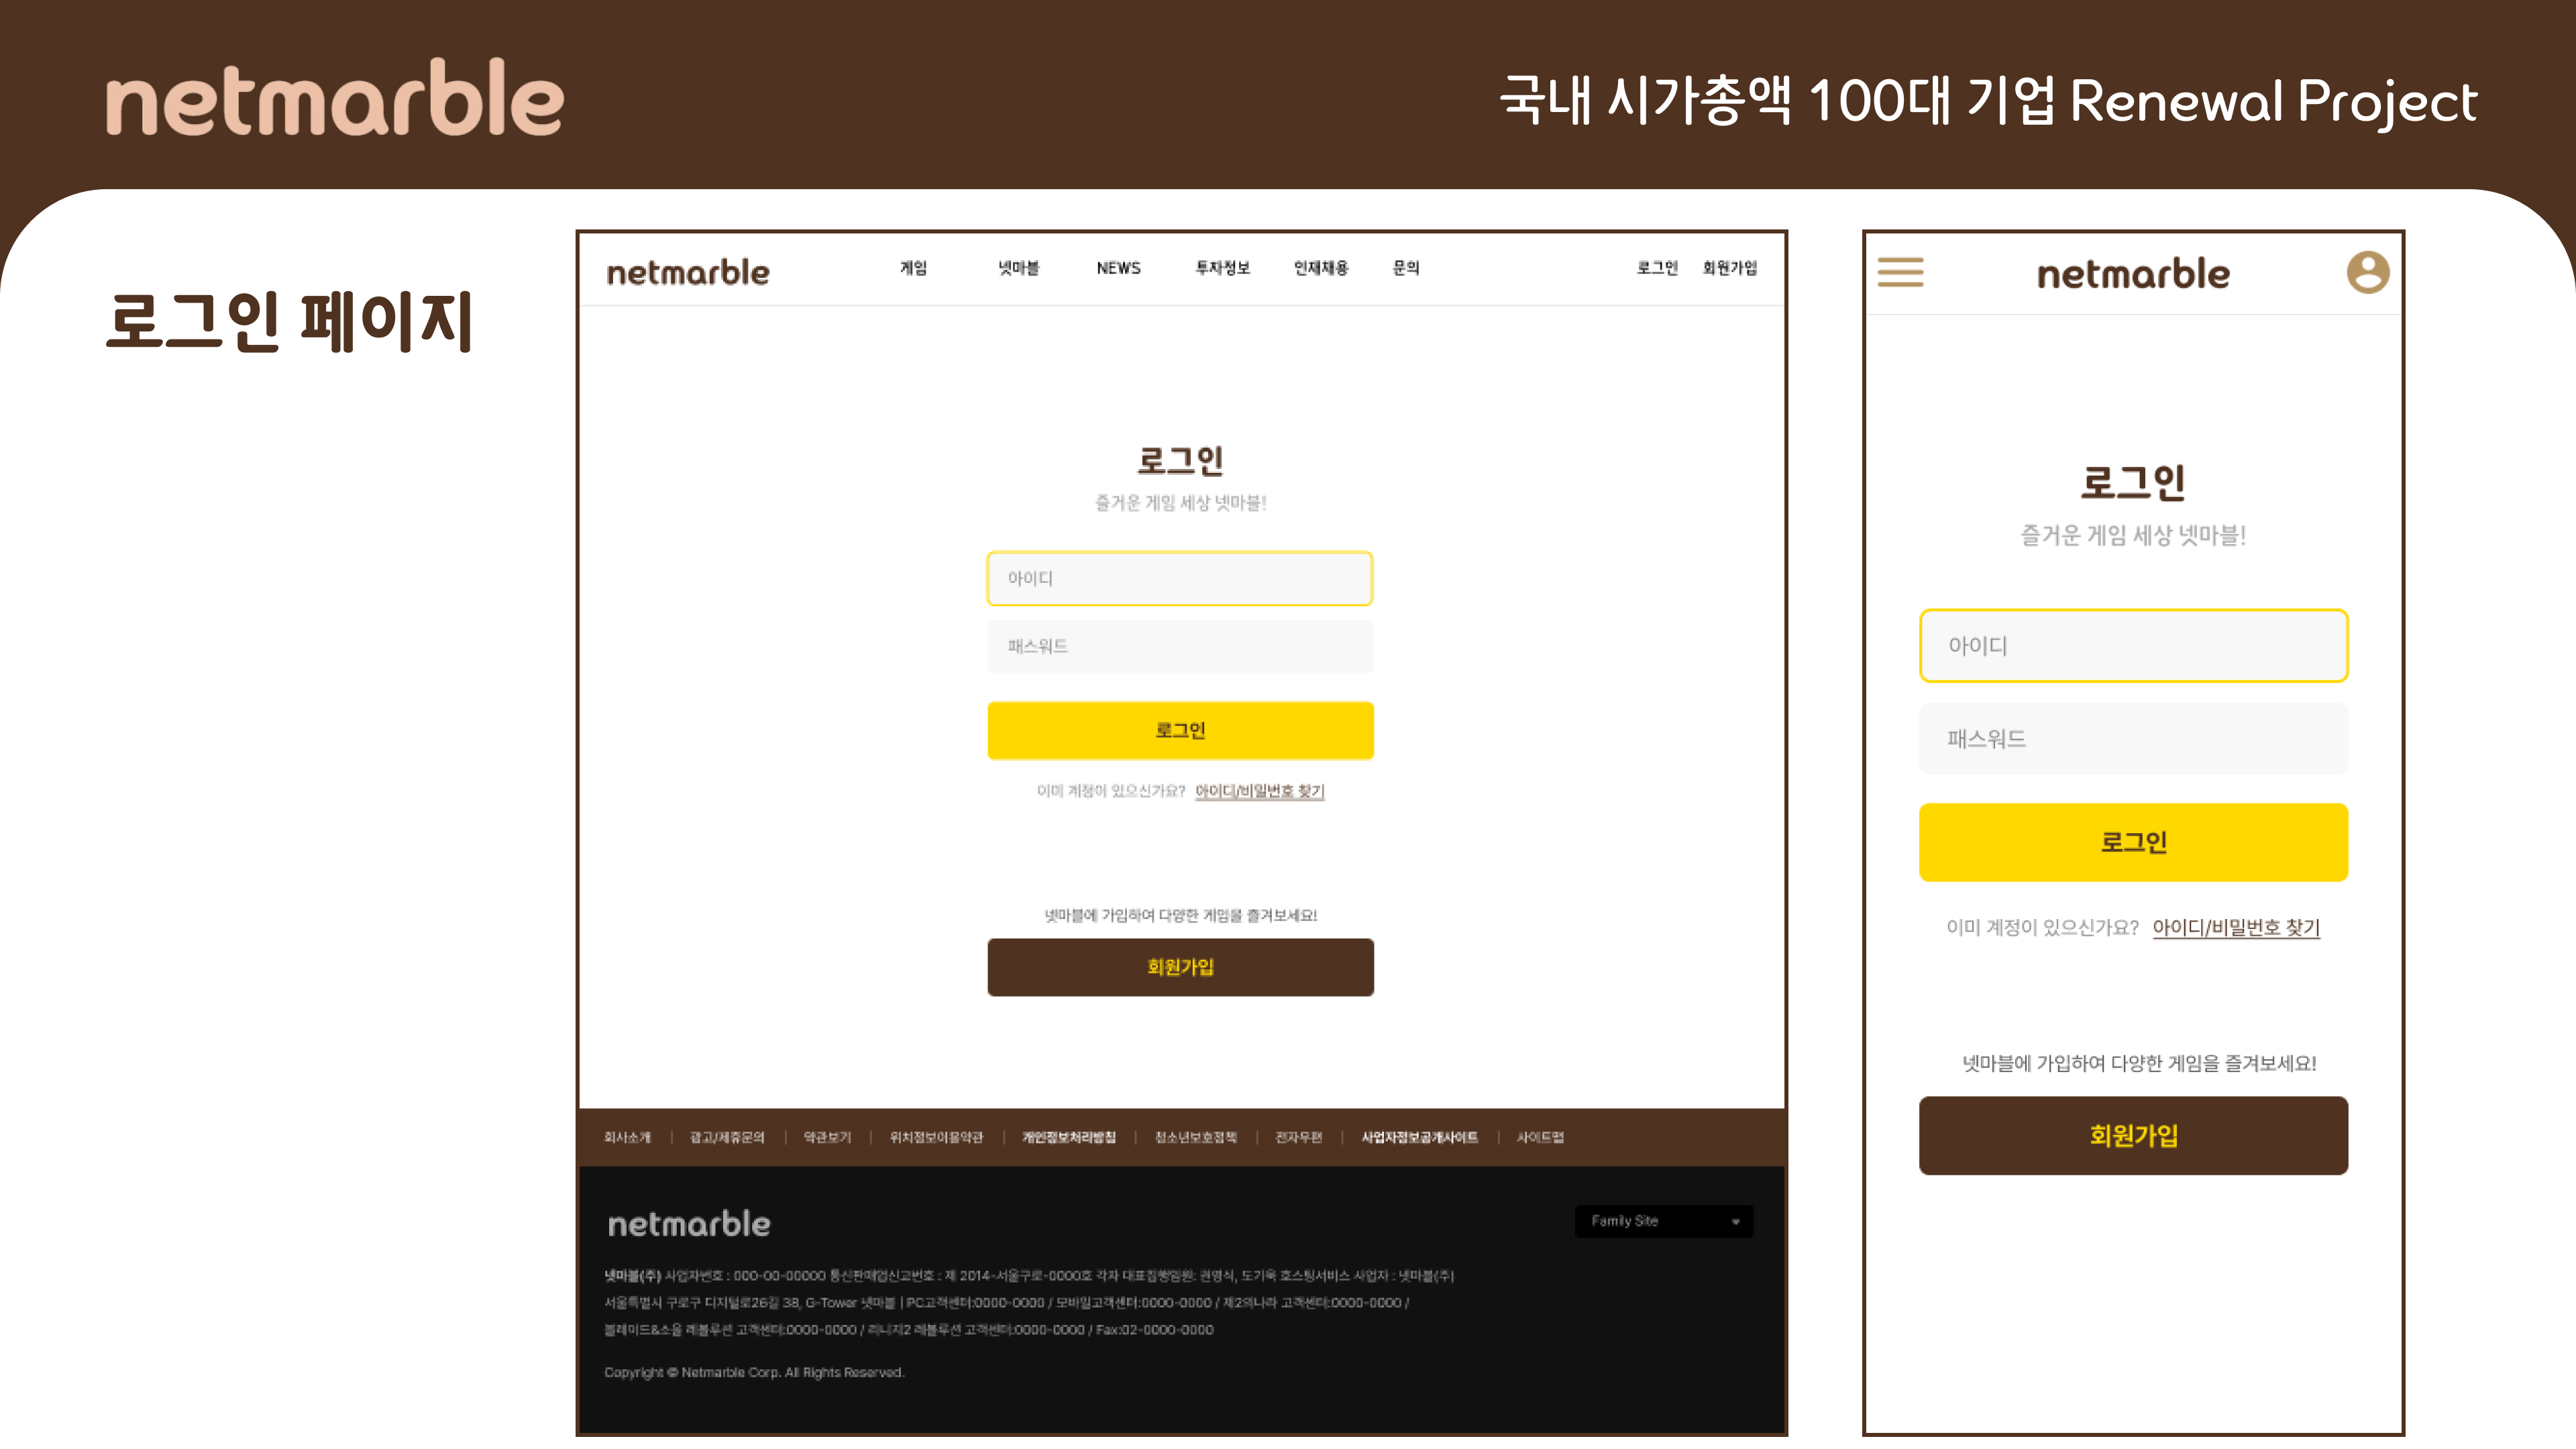 netmarble
국내 시가총액 100대 기업 Renewal Project
로그인 페이지
netmarble 게임 넷마블 NEWS 투자정보 인재채용 문의 로그인 회원가입
로그인
즐거운 게임 세상 넷마블!
아이디
패스워드
로그인
이미 계정이 있으신가요? 아이디/비밀번호 찾기
넷마블에 가입하여 다양한 게임을 즐겨보세요!
회원가입
회사소개 | 광고/제휴문의 | 약관보기 | 위치정보이용약관 | 개인정보처리방침 | 청소년보호정책 | 전자우편 | 사업자정보공개사이트 | 사이트맵
netmarble
Family Site
넷마블(주) 사업자번호 : 000-00-00000 통신판매업신고번호 : 제 2014-서울구로-0000호 각자 대표집행임원: 권영식, 도기욱 호스팅서비스 사업자 : 넷마블(주)
서울특별시 구로구 디지털로26길 38, G-Tower 넷마블 | PC고객센터:0000-0000 / 모바일고객센터:0000-0000 / 제2의나라 고객센터:0000-0000 /
블레이드&소울 레볼루션 고객센터:0000-0000 / 리니지2 레볼루션 고객센터:0000-0000 / Fax:02-0000-0000
Copyright © Netmarble Corp. All Rights Reserved.
netmarble
로그인
즐거운 게임 세상 넷마블!
아이디
패스워드
로그인
이미 계정이 있으신가요? 아이디/비밀번호 찾기
넷마블에 가입하여 다양한 게임을 즐겨보세요!
회원가입